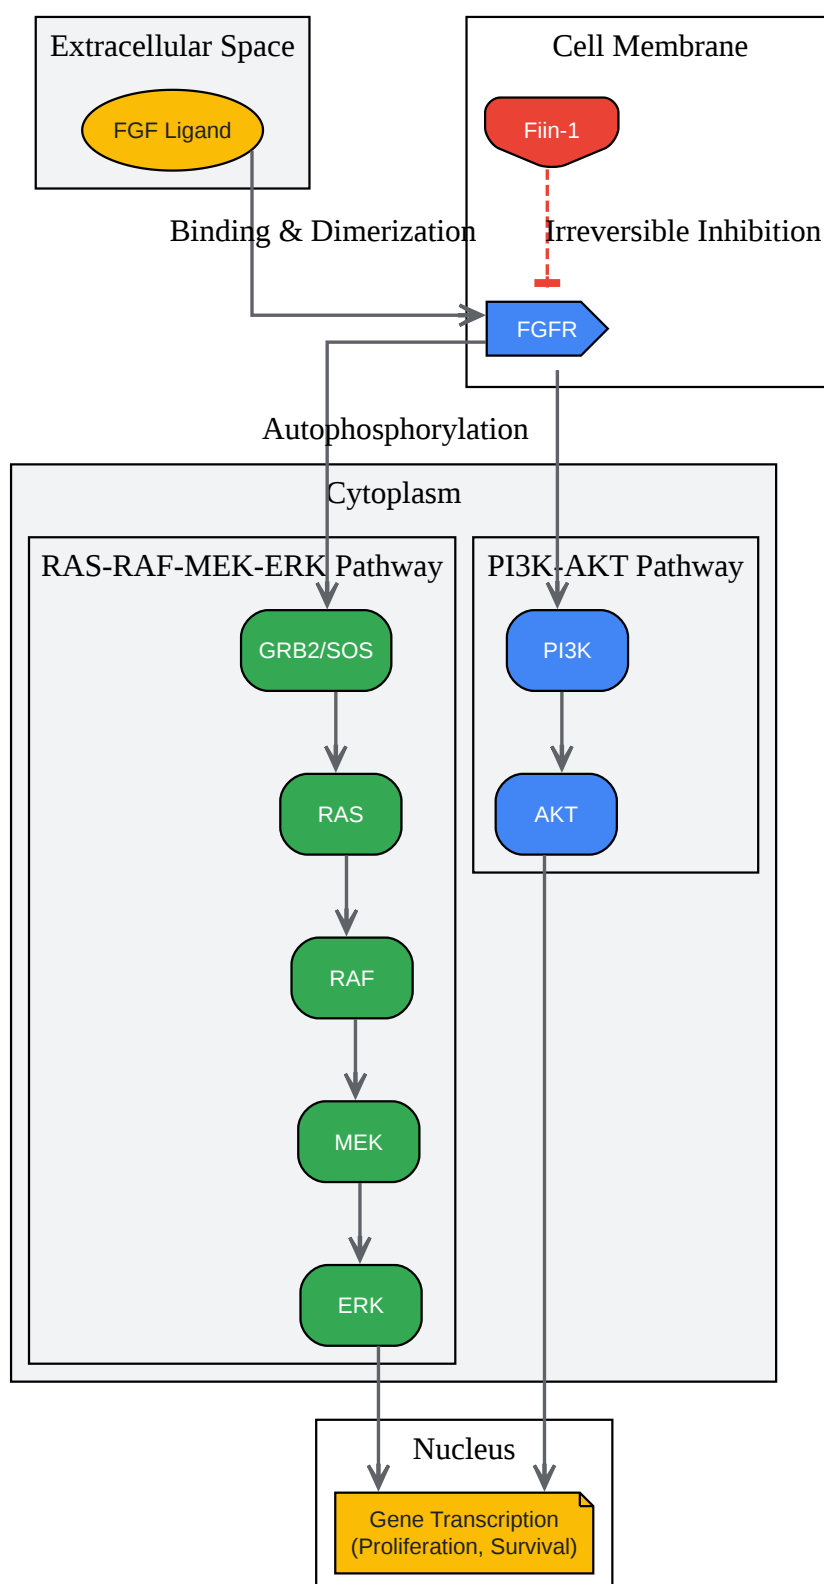 Extracellular Space
Cell Membrane
FGF Ligand
Fiin-1
Binding & Dimerization
Irreversible Inhibition
FGFR
Autophosphorylation
Cytoplasm
RAS-RAF-MEK-ERK Pathway
PI3K-AKT Pathway
GRB2/SOS
PI3K
RAS
AKT
RAF
MEK
ERK
Nucleus
Gene Transcription
(Proliferation, Survival)